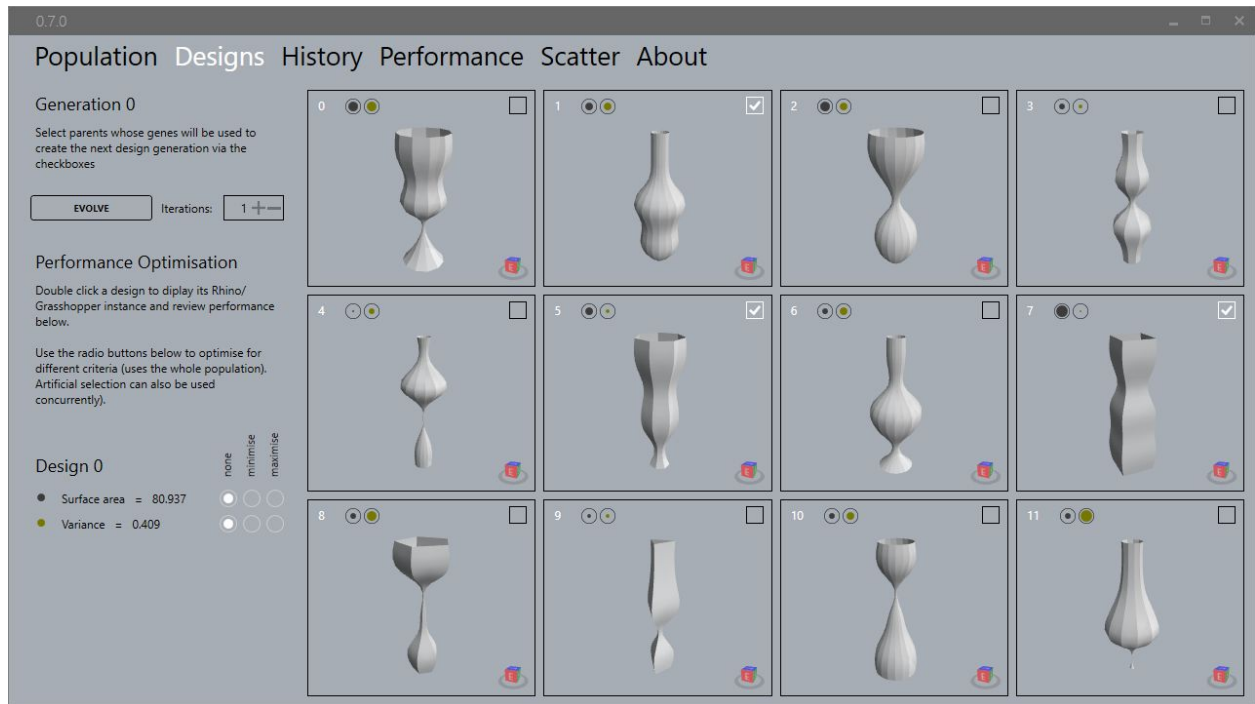 0.7.0
Population Designs History Performance Scatter About
Generation 0
Select parents whose genes will be used to
create the next design generation via the
checkboxes
EVOLVE Iterations: 1
Performance Optimisation
Double click a design to diplay its Rhino/
Grasshopper instance and review performance
below.
Use the radio buttons below to optimise for
different criteria (uses the whole population).
Artificial selection can also be used
concurrently).
none minimise maximise
Design 0
Surface area = 80.937
Variance = 0.409
0 1 2 3
E E E E
4 5 6 7
E E E E
8 9 10 11
E E E E